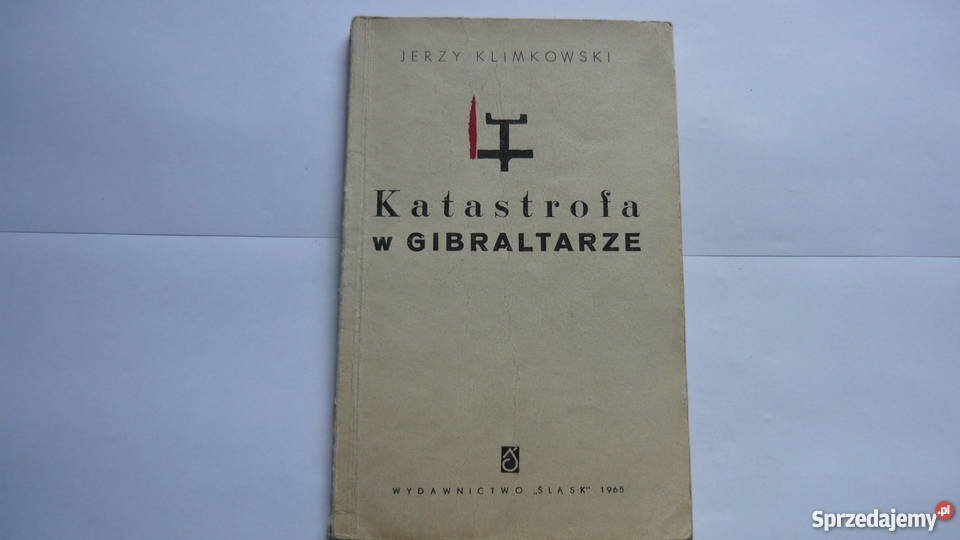 JERZY KLIMKOWSKI
Katastrofa
w GIBRALTARZE
WYDAWNICTWO „ŚLĄSK” 1965
Sprzedajemy.pl